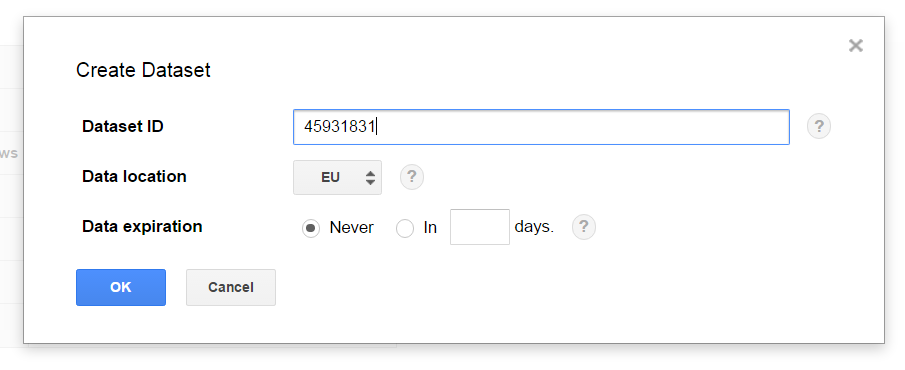 Create Dataset
Dataset ID 45931831 ?
ws
Data location EU ?
Data expiration Never In days. ?
OK Cancel